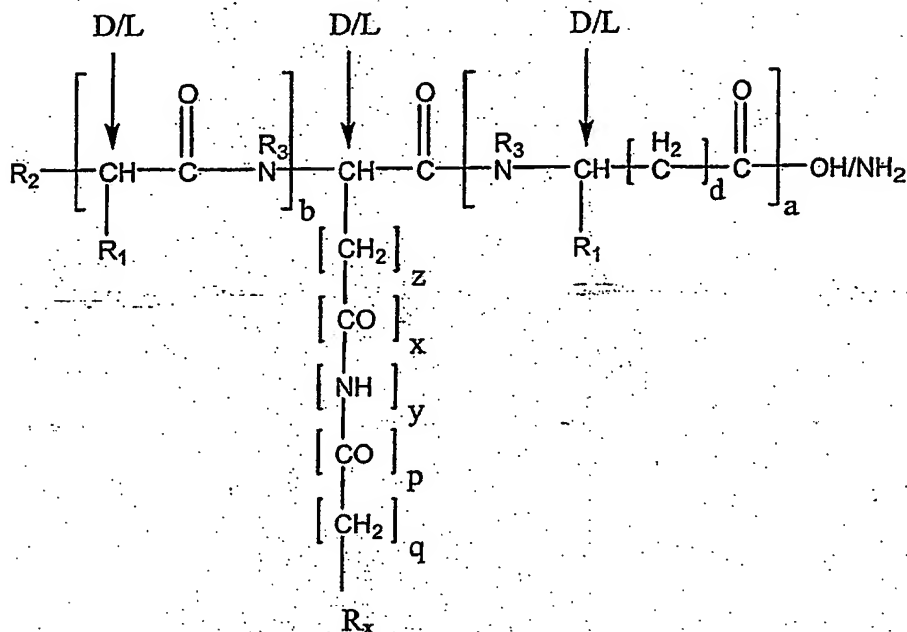 D/L D/L D/L
O O O
R₃ R₃ H₂
R₂ [ CH C N ]b CH C [ N CH [ C ]d C ]a OH/NH₂
R₁ R₁
[ CH₂ ]z
[ CO ]x
[ NH ]y
[ CO ]p
[ CH₂ ]q
Rₓ